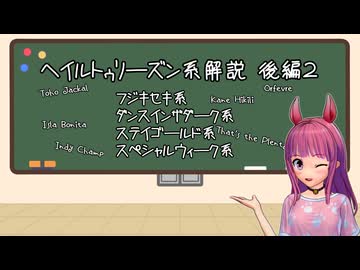 ヘイルトゥリーズン系解説 後編2
Toho Jackal
Orfevre
フジキセキ系
Kane Hikili
ダンスインザダーク系
Isla Bonita
ステイゴールド系
That's the Plenty
Indy Champ
スペシャルウィーク系